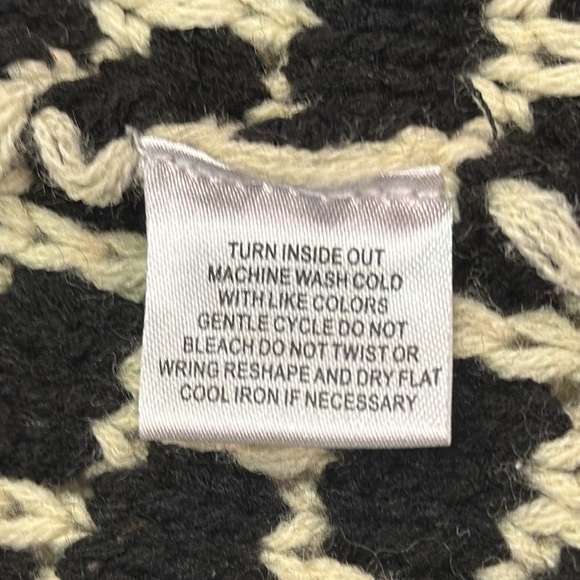 TURN INSIDE OUT
MACHINE WASH COLD
WITH LIKE COLORS
GENTLE CYCLE DO NOT
BLEACH DO NOT TWIST OR
WRING RESHAPE AND DRY FLAT
COOL IRON IF NECESSARY